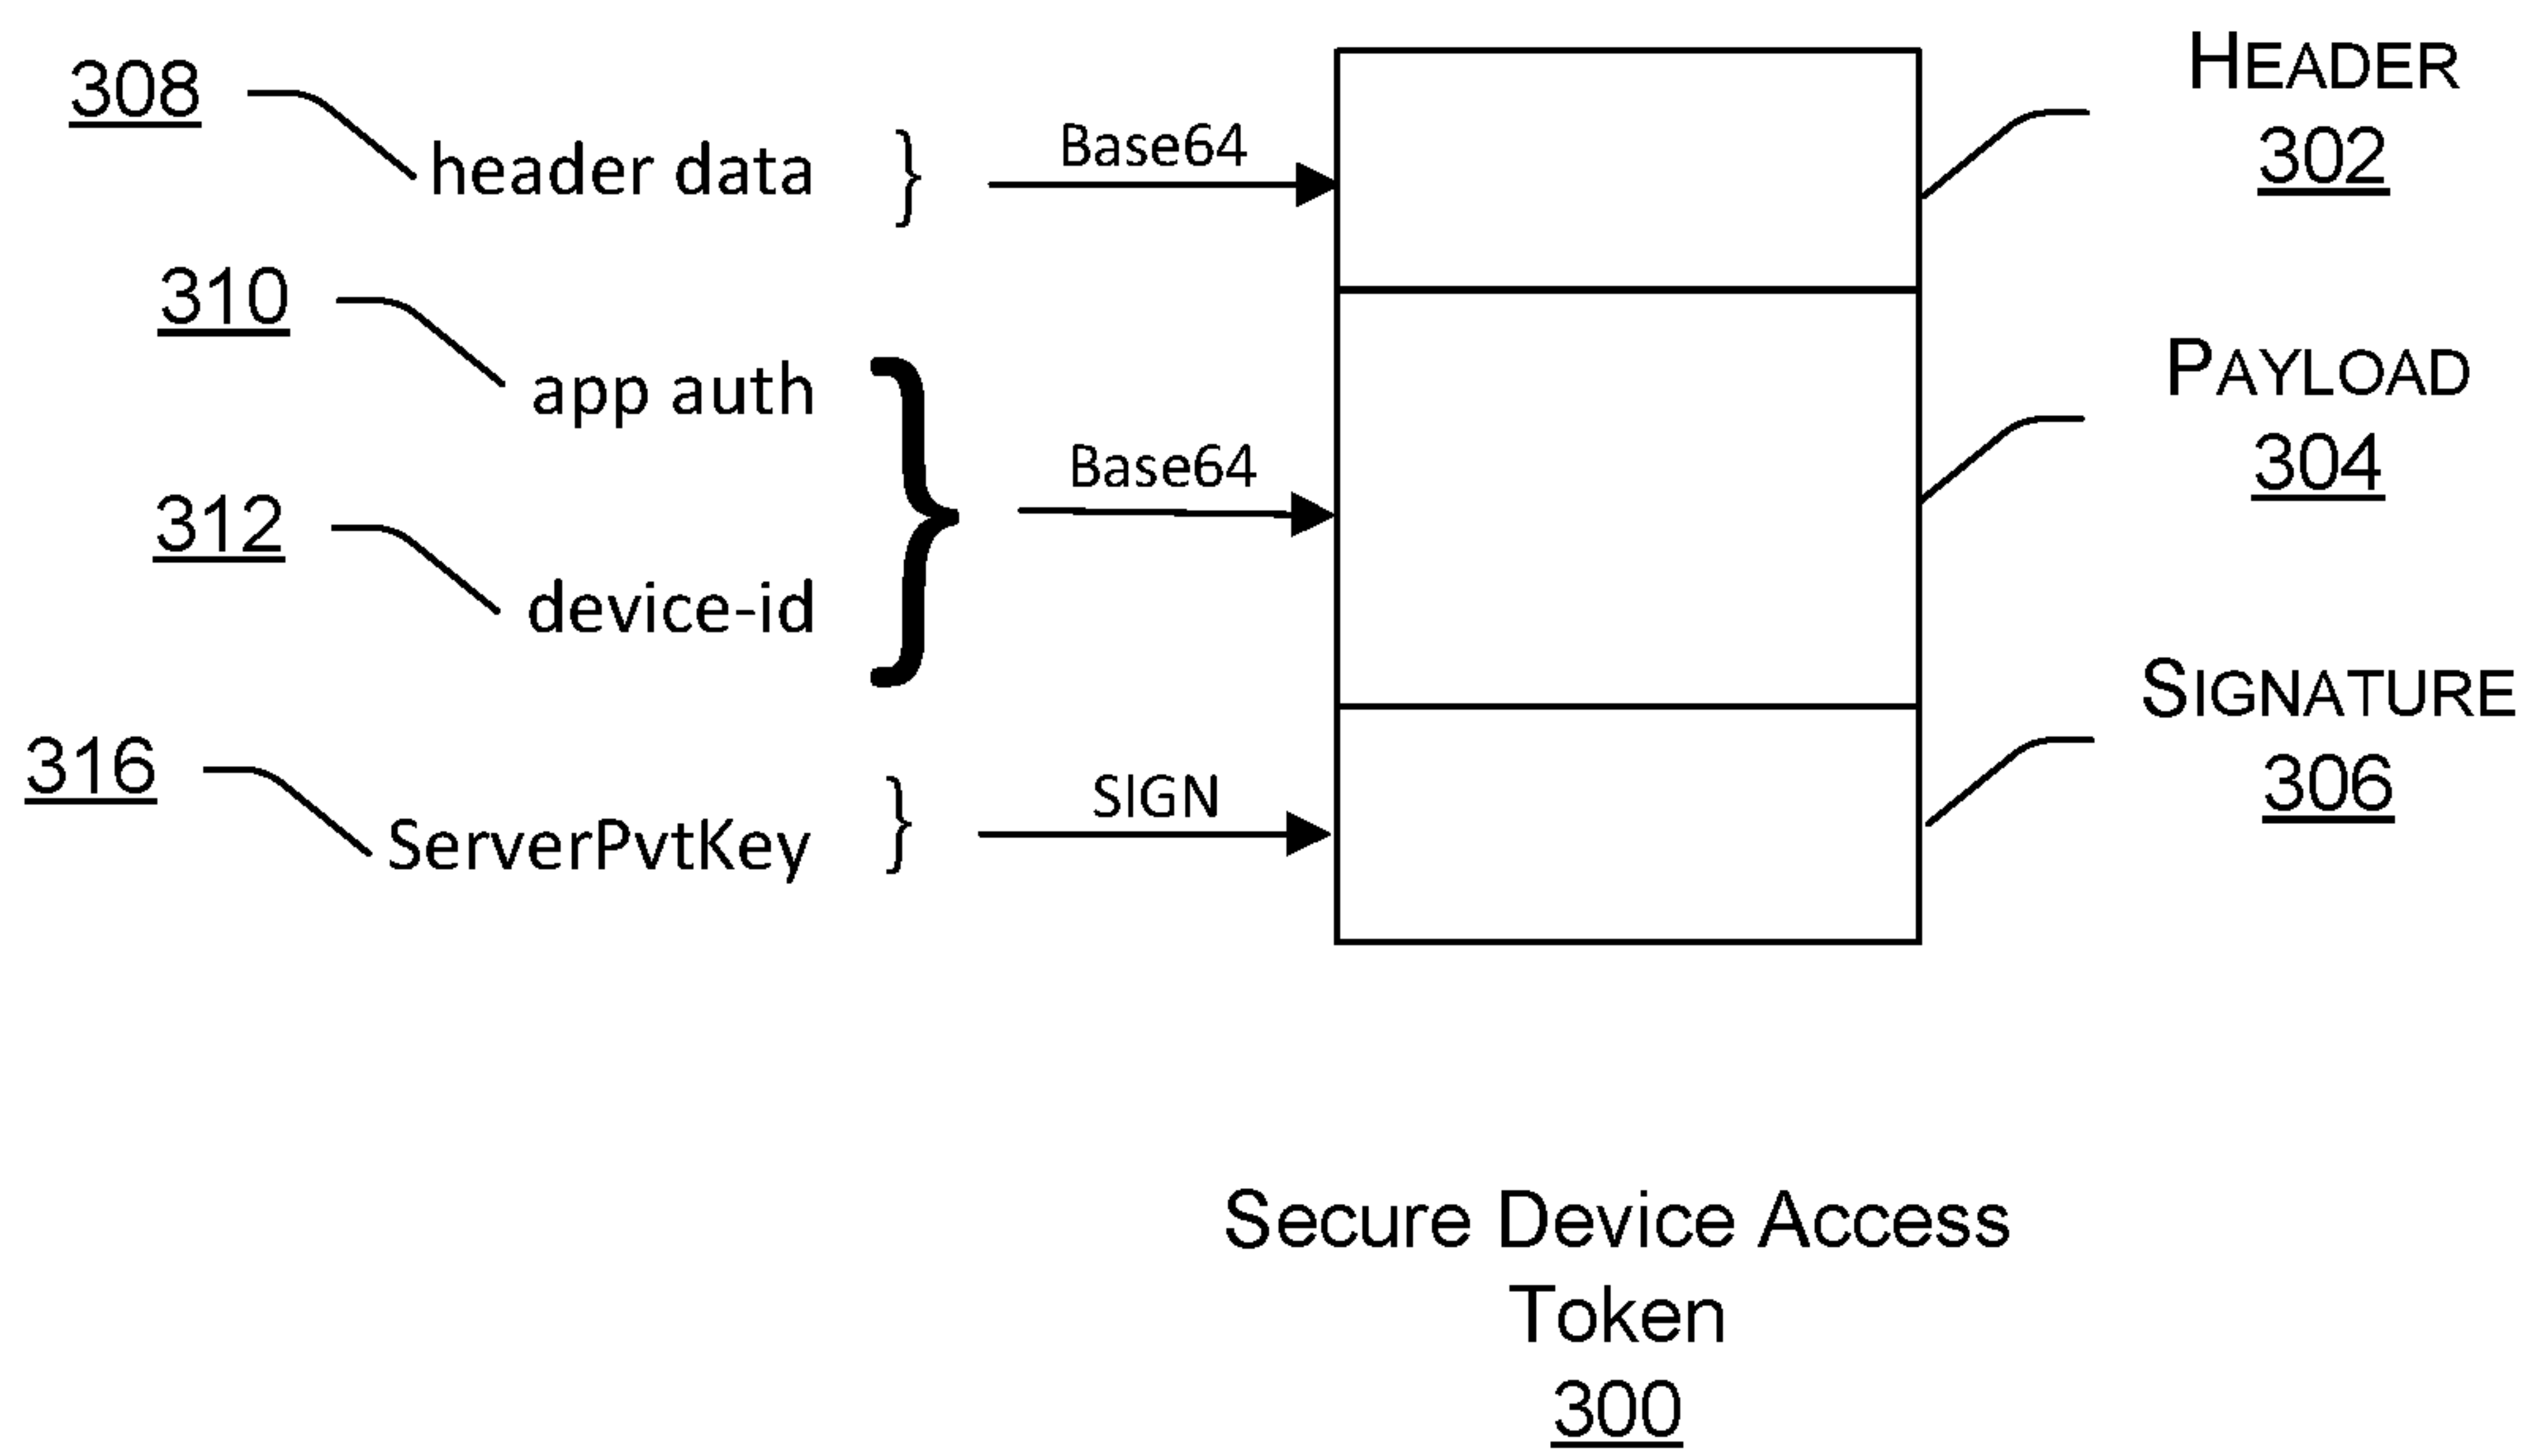 308
header data
}
Base64
HEADER
302
310
app auth
312
device-id
}
Base64
PAYLOAD
304
316
ServerPvtKey
}
SIGN
SIGNATURE
306
Secure Device Access
Token
300